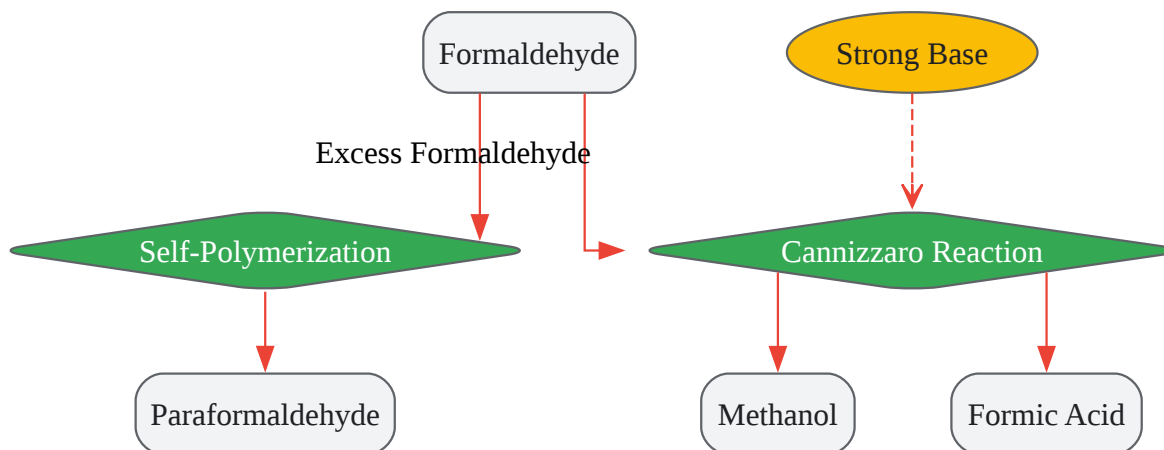 Formaldehyde
Strong Base
Excess Formaldehyde
Self-Polymerization
Cannizzaro Reaction
Paraformaldehyde
Methanol
Formic Acid